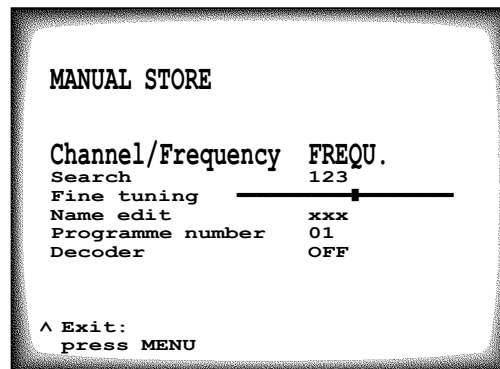 MANUAL STORE
Channel/Frequency FREQU.
Search 123
Fine tuning
Name edit xxx
Programme number 01
Decoder OFF
^ Exit:
press MENU